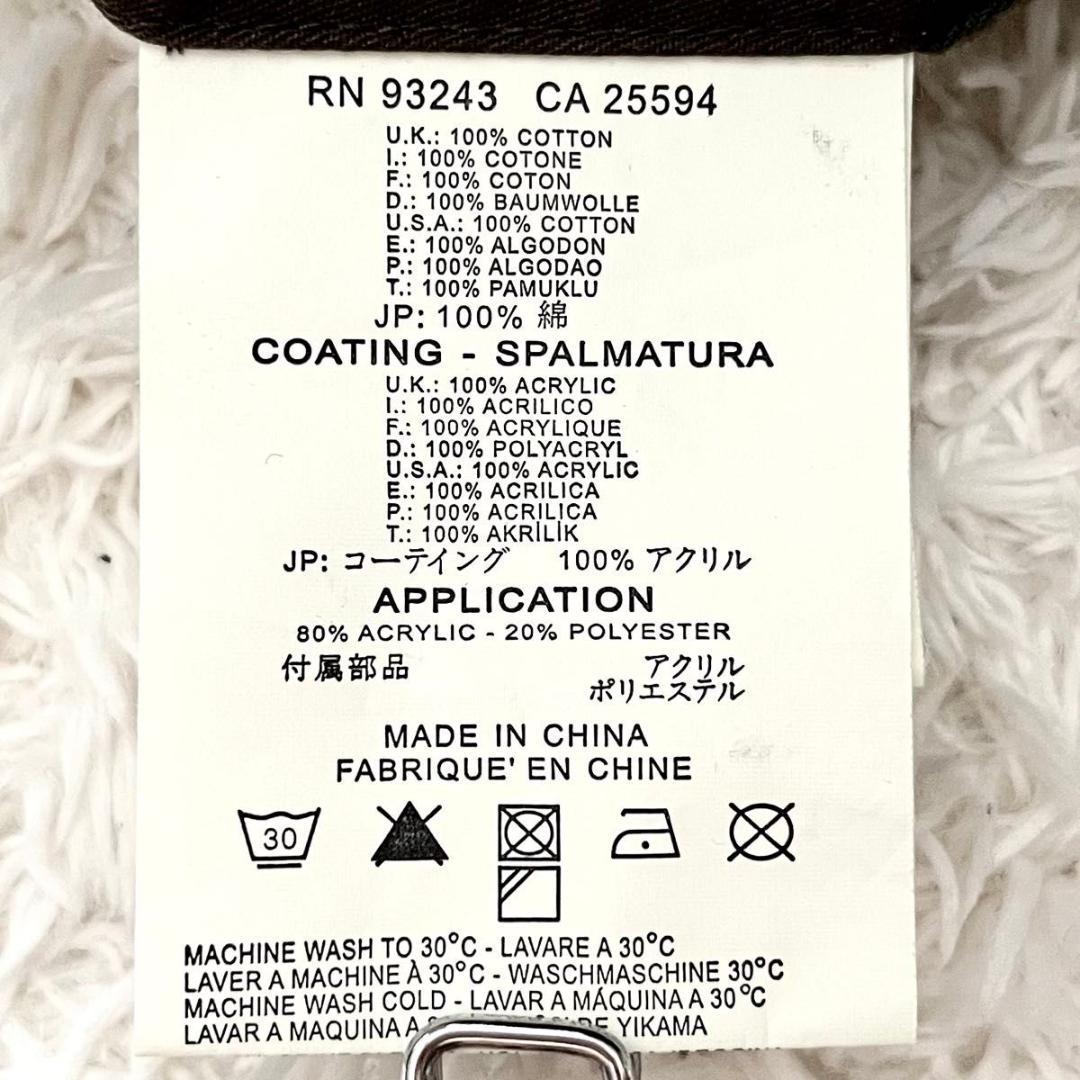 RN 93243 CA 25594
U.K.: 100% COTTON
I.: 100% COTONE
F.: 100% COTON
D.: 100% BAUMWOLLE
U.S.A.: 100% COTTON
E.: 100% ALGODON
P.: 100% ALGODAO
T.: 100% PAMUKLU
JP: 100% 綿
COATING - SPALMATURA
U.K.: 100% ACRYLIC
I.: 100% ACRILICO
F.: 100% ACRYLIQUE
D.: 100% POLYACRYL
U.S.A.: 100% ACRYLIC
E.: 100% ACRILICA
P.: 100% ACRILICA
T.: 100% AKRİLİK
JP: コーテイング 100% アクリル
APPLICATION
80% ACRYLIC - 20% POLYESTER
付属部品 アクリル
ポリエステル
MADE IN CHINA
FABRIQUE' EN CHINE
30
MACHINE WASH TO 30°C - LAVARE A 30°C
LAVER A MACHINE À 30°C - WASCHMASCHINE 30°C
MACHINE WASH COLD - LAVAR A MÁQUINA A 30°C
LAVAR A MAQUINA A YIKAMA